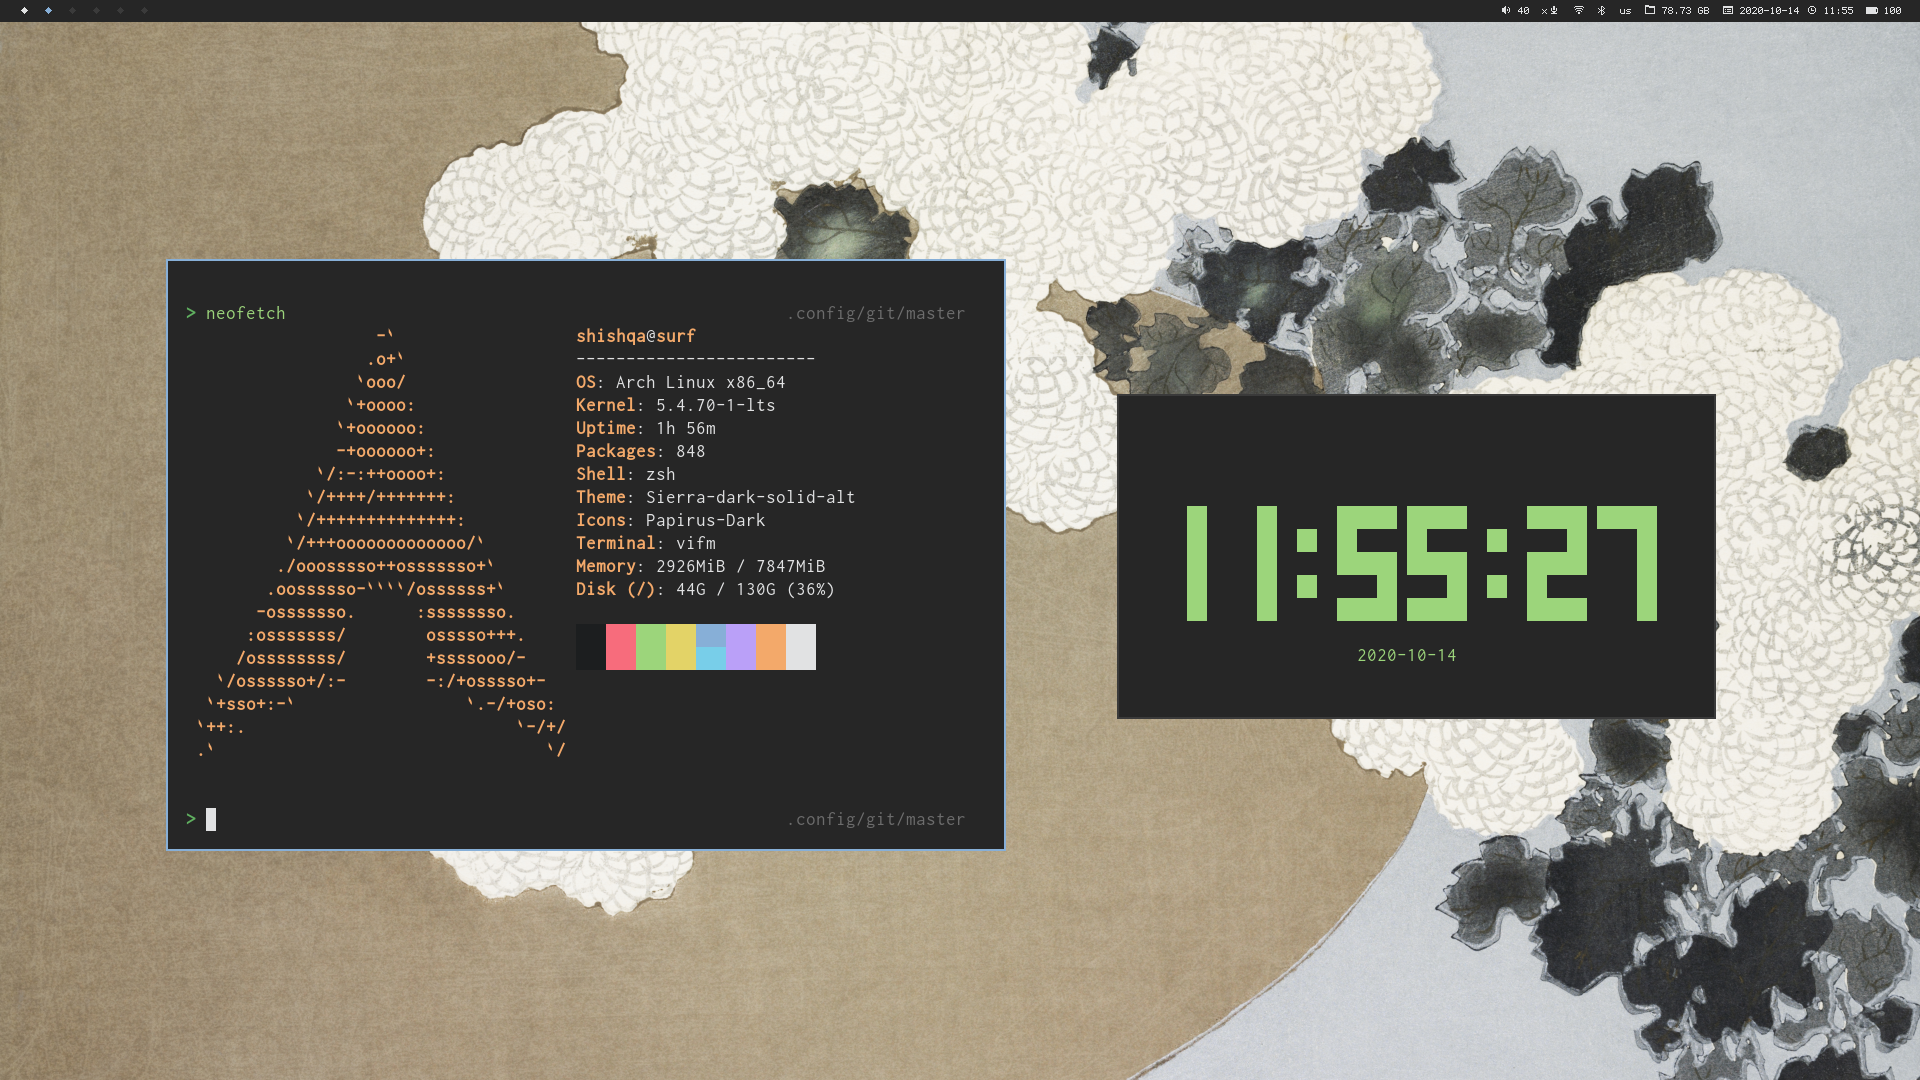 40 x us 78.73 GB 2020-10-14 11:55 100
> neofetch .config/git/master
-` shishqa@surf
.o+` ------------------------
`ooo/ OS: Arch Linux x86_64
`+oooo: Kernel: 5.4.70-1-lts
`+oooooo: Uptime: 1h 56m
-+oooooo+: Packages: 848
`/:-:++oooo+: Shell: zsh
`/++++/+++++++: Theme: Sierra-dark-solid-alt
`/++++++++++++++: Icons: Papirus-Dark
`/+++ooooooooooooo/` Terminal: vifm
./ooosssso++osssssso+` Memory: 2926MiB / 7847MiB
.oossssso-````/ossssss+` Disk (/): 44G / 130G (36%)
-osssssso. :ssssssso.
:osssssss/ osssso+++.
/ossssssss/ +ssssooo/-
`/ossssso+/:- -:/+osssso+-
`+sso+:-` `.-/+oso:
`++:. `-/+/
.` `/
> .config/git/master
11:55:27
2020-10-14